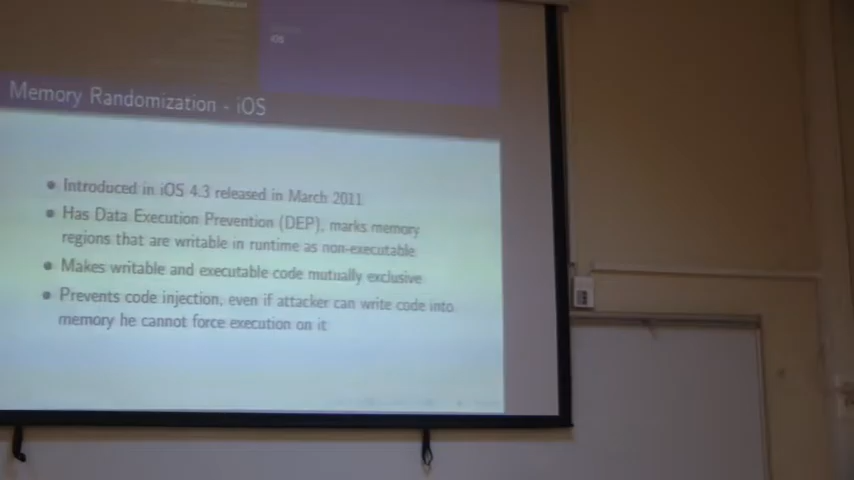 iOS
Memory Randomization - iOS
Introduced in iOS 4.3 released in March 2011
Has Data Execution Prevention (DEP), marks memory
regions that are writable in runtime as non-executable
Makes writable and executable code mutually exclusive
Prevents code injection, even if attacker can write code into
memory he cannot force execution on it